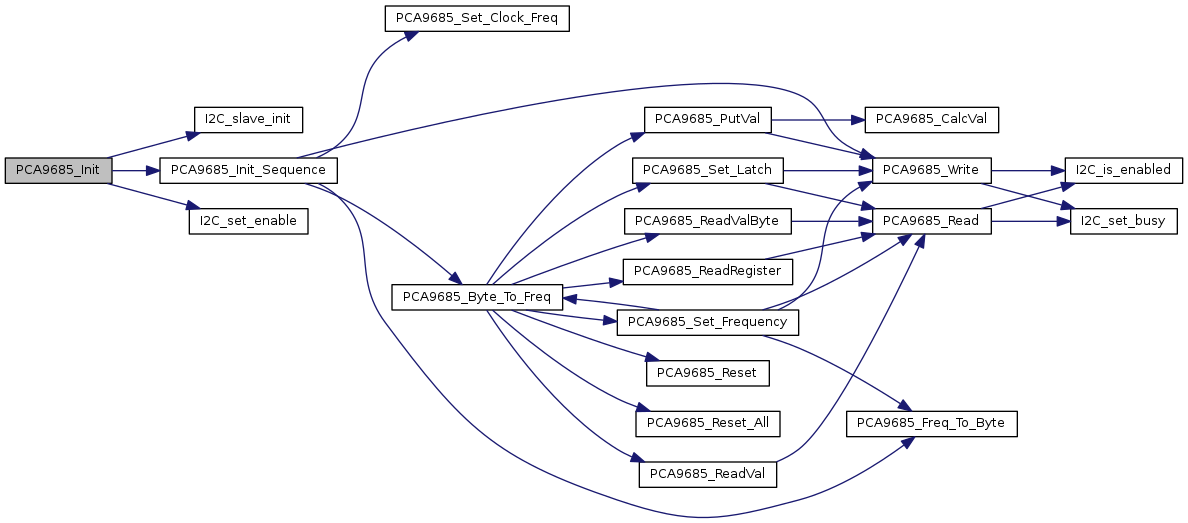 PCA9685_Set_Clock_Freq
I2C_slave_init
PCA9685_PutVal
PCA9685_CalcVal
PCA9685_Init
PCA9685_Init_Sequence
PCA9685_Set_Latch
PCA9685_Write
I2C_is_enabled
I2C_set_enable
PCA9685_ReadValByte
PCA9685_Read
I2C_set_busy
PCA9685_ReadRegister
PCA9685_Byte_To_Freq
PCA9685_Set_Frequency
PCA9685_Reset
PCA9685_Reset_All
PCA9685_Freq_To_Byte
PCA9685_ReadVal